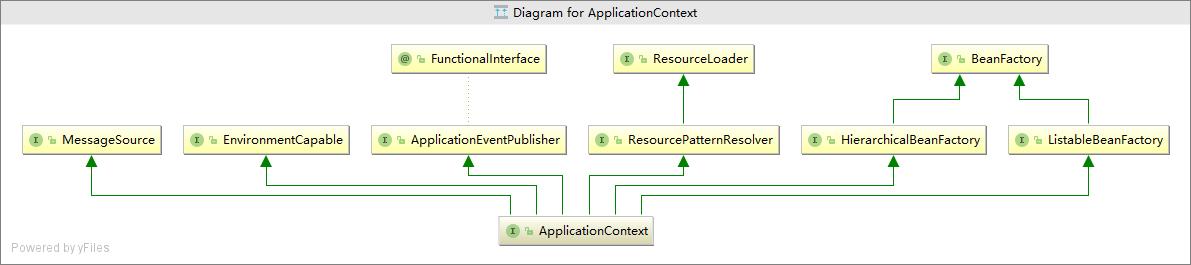 Diagram for ApplicationContext
@ FunctionalInterface
I ResourceLoader
I BeanFactory
I MessageSource
I EnvironmentCapable
I ApplicationEventPublisher
I ResourcePatternResolver
I HierarchicalBeanFactory
I ListableBeanFactory
I ApplicationContext
Powered by yFiles